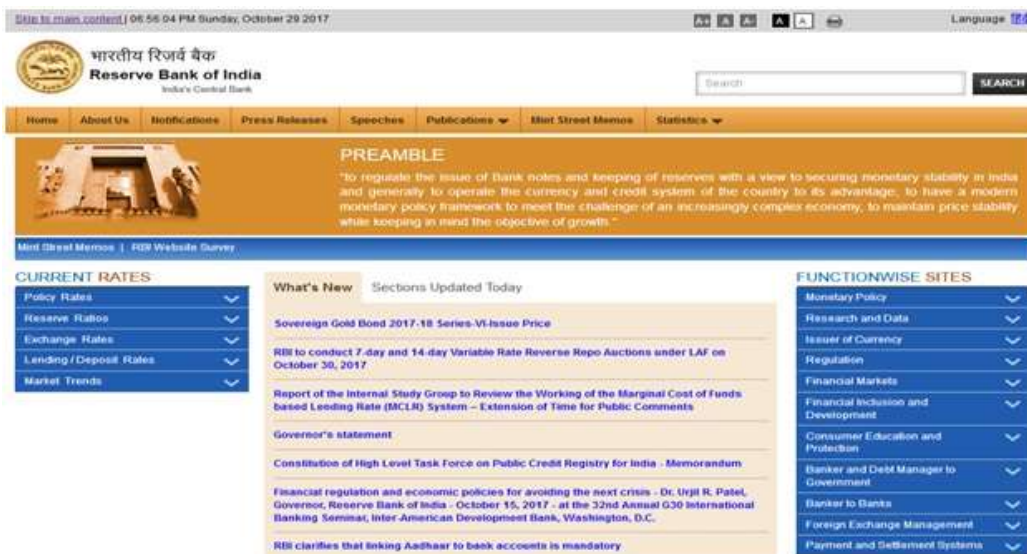 Skip to main content | 06:56:04 PM Sunday, October 29 2017
A+ A A- A A Language हिंदी
भारतीय रिज़र्व बैंक
Reserve Bank of India
India's Central Bank
Search SEARCH
Home About Us Notifications Press Releases Speeches Publications Mint Street Memos Statistics
PREAMBLE
"to regulate the issue of Bank notes and keeping of reserves with a view to securing monetary stability in India
and generally to operate the currency and credit system of the country to its advantage; to have a modern
monetary policy framework to meet the challenge of an increasingly complex economy, to maintain price stability
while keeping in mind the objective of growth."
Mint Street Memos | RBI Website Survey
CURRENT RATES
Policy Rates
Reserve Ratios
Exchange Rates
Lending / Deposit Rates
Market Trends
What's New Sections Updated Today
Sovereign Gold Bond 2017-18 Series-VI-Issue Price
RBI to conduct 7-day and 14-day Variable Rate Reverse Repo Auctions under LAF on
October 30, 2017
Report of the Internal Study Group to Review the Working of the Marginal Cost of Funds
based Lending Rate (MCLR) System – Extension of Time for Public Comments
Governor's statement
Constitution of High Level Task Force on Public Credit Registry for India - Memorandum
Financial regulation and economic policies for avoiding the next crisis - Dr. Urjit R. Patel,
Governor, Reserve Bank of India - October 15, 2017 - at the 32nd Annual G30 International
Banking Seminar, Inter-American Development Bank, Washington, D.C.
RBI clarifies that linking Aadhaar to bank accounts is mandatory
FUNCTIONWISE SITES
Monetary Policy
Research and Data
Issuer of Currency
Regulation
Financial Markets
Financial Inclusion and
Development
Consumer Education and
Protection
Banker and Debt Manager to
Government
Banker to Banks
Foreign Exchange Management
Payment and Settlement Systems